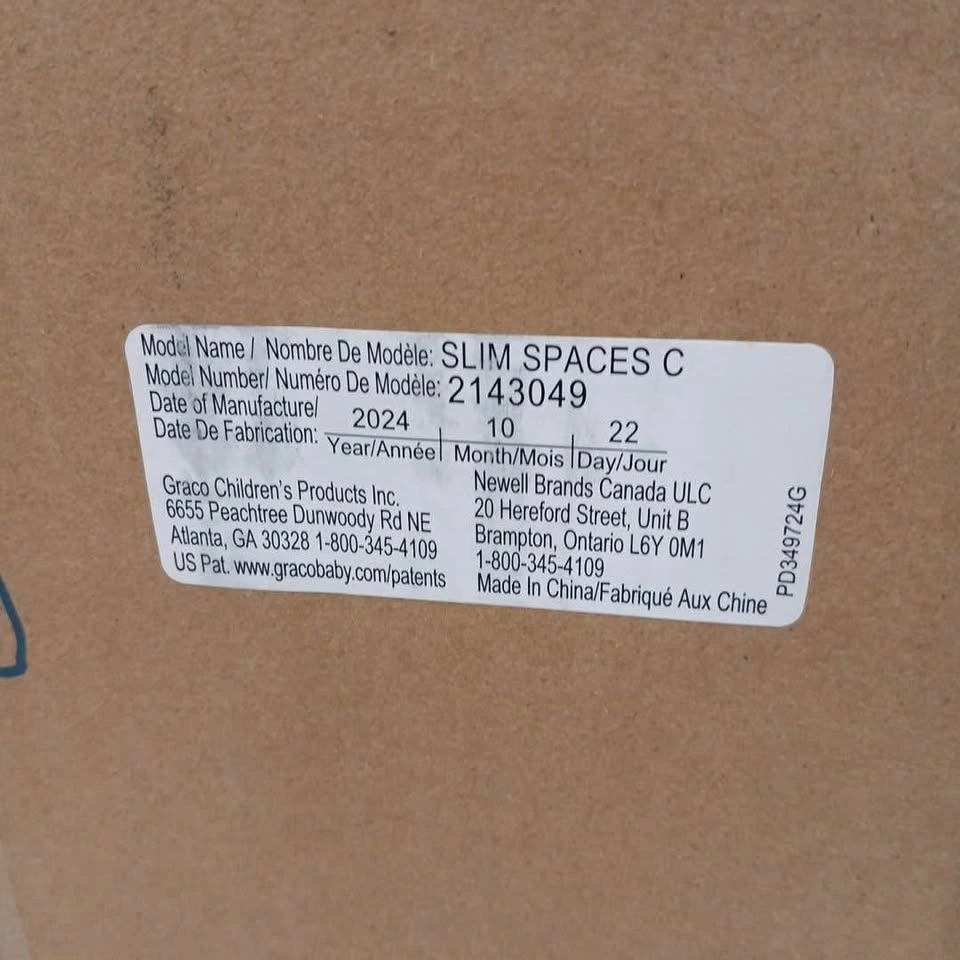 Model Name / Nombre De Modèle: SLIM SPACES C
Model Number/ Numéro De Modèle: 2143049
Date of Manufacture/
Date De Fabrication:
2024 10 22
Year/Année Month/Mois Day/Jour
Graco Children's Products Inc.
6655 Peachtree Dunwoody Rd NE
Atlanta, GA 30328 1-800-345-4109
US Pat. www.gracobaby.com/patents
Newell Brands Canada ULC
20 Hereford Street, Unit B
Brampton, Ontario L6Y 0M1
1-800-345-4109
Made In China/Fabriqué Aux Chine
PD349724G